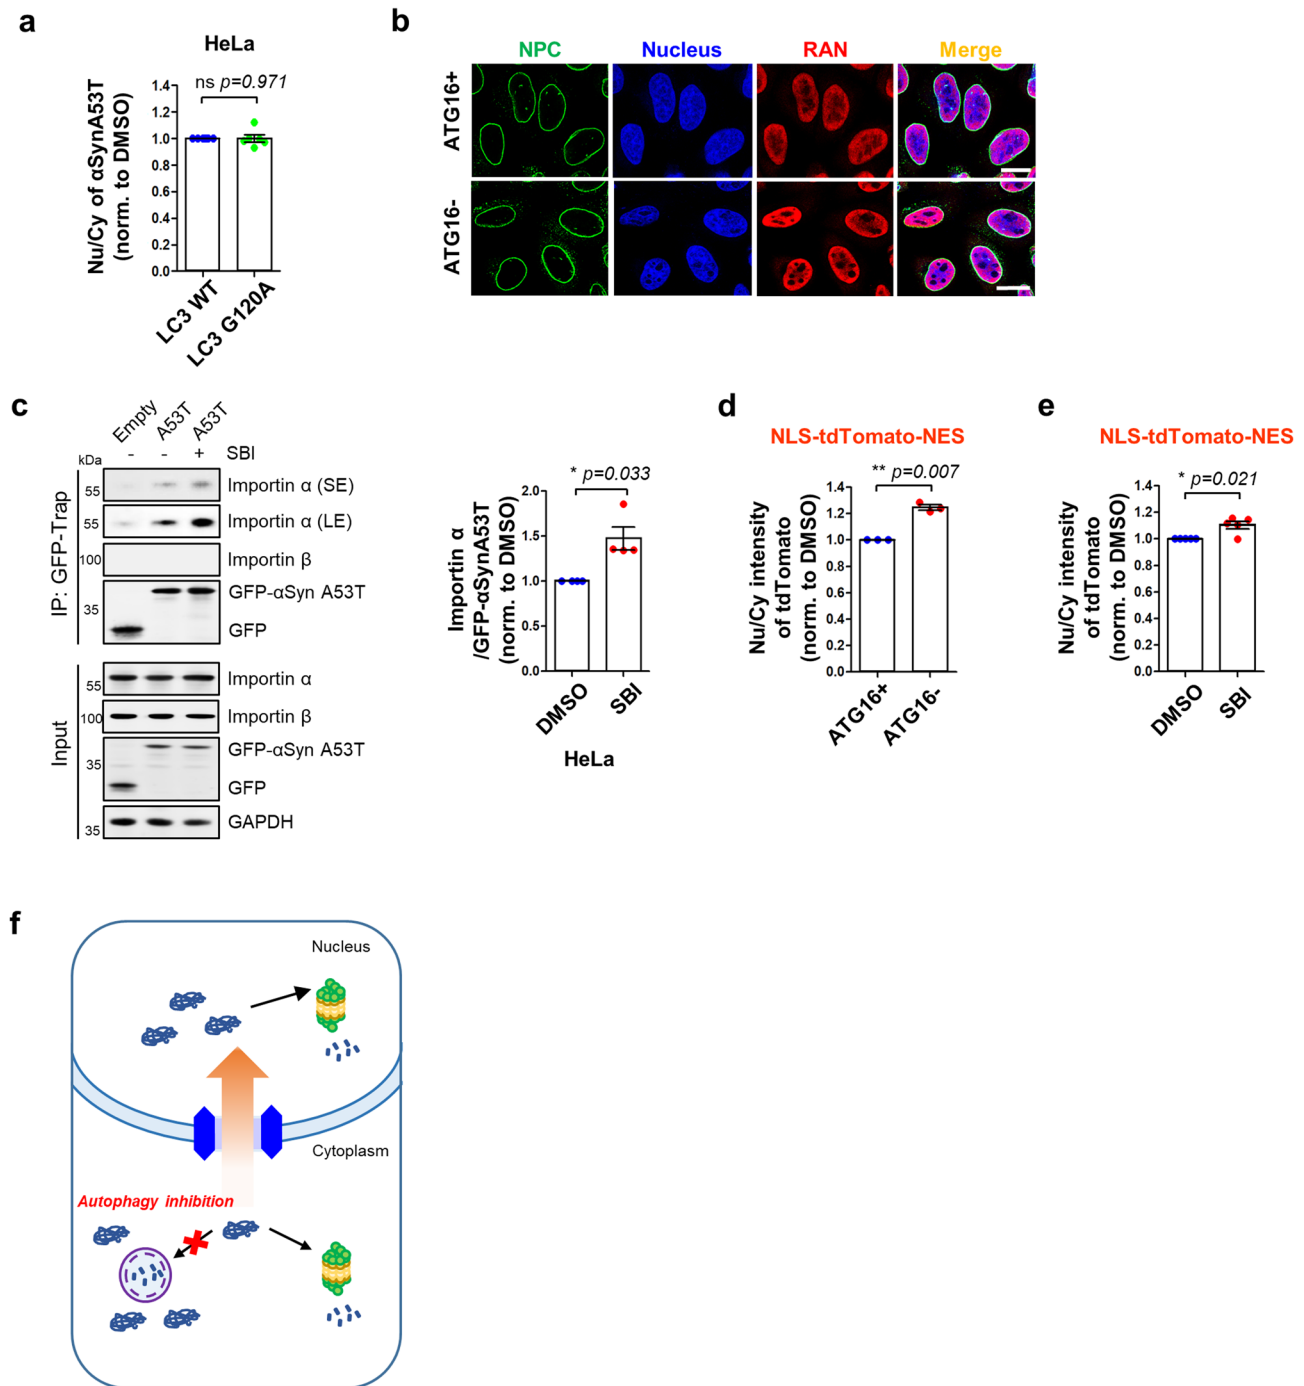 a
HeLa
ns p=0.971
Nu/Cy of αSynA53T
(norm. to DMSO)
1.4
1.2
1.0
0.8
0.6
0.4
0.2
0.0
LC3 WT
LC3 G120A
b
NPC
Nucleus
RAN
Merge
ATG16+
ATG16-
c
Empty
A53T
A53T
- - + SBI
kDa
IP: GFP-Trap
55
Importin α (SE)
55
Importin α (LE)
100
Importin β
GFP-αSyn A53T
35
GFP
Input
55
Importin α
100
Importin β
GFP-αSyn A53T
35
GFP
35
GAPDH
* p=0.033
Importin α
/GFP-αSynA53T
(norm. to DMSO)
2.0
1.5
1.0
0.5
0.0
DMSO
SBI
HeLa
d
NLS-tdTomato-NES
** p=0.007
Nu/Cy intensity
of tdTomato
(norm. to DMSO)
1.4
1.2
1.0
0.8
0.6
0.4
0.2
0.0
ATG16+
ATG16-
e
NLS-tdTomato-NES
* p=0.021
Nu/Cy intensity
of tdTomato
(norm. to DMSO)
1.4
1.2
1.0
0.8
0.6
0.4
0.2
0.0
DMSO
SBI
f
Nucleus
Cytoplasm
Autophagy inhibition